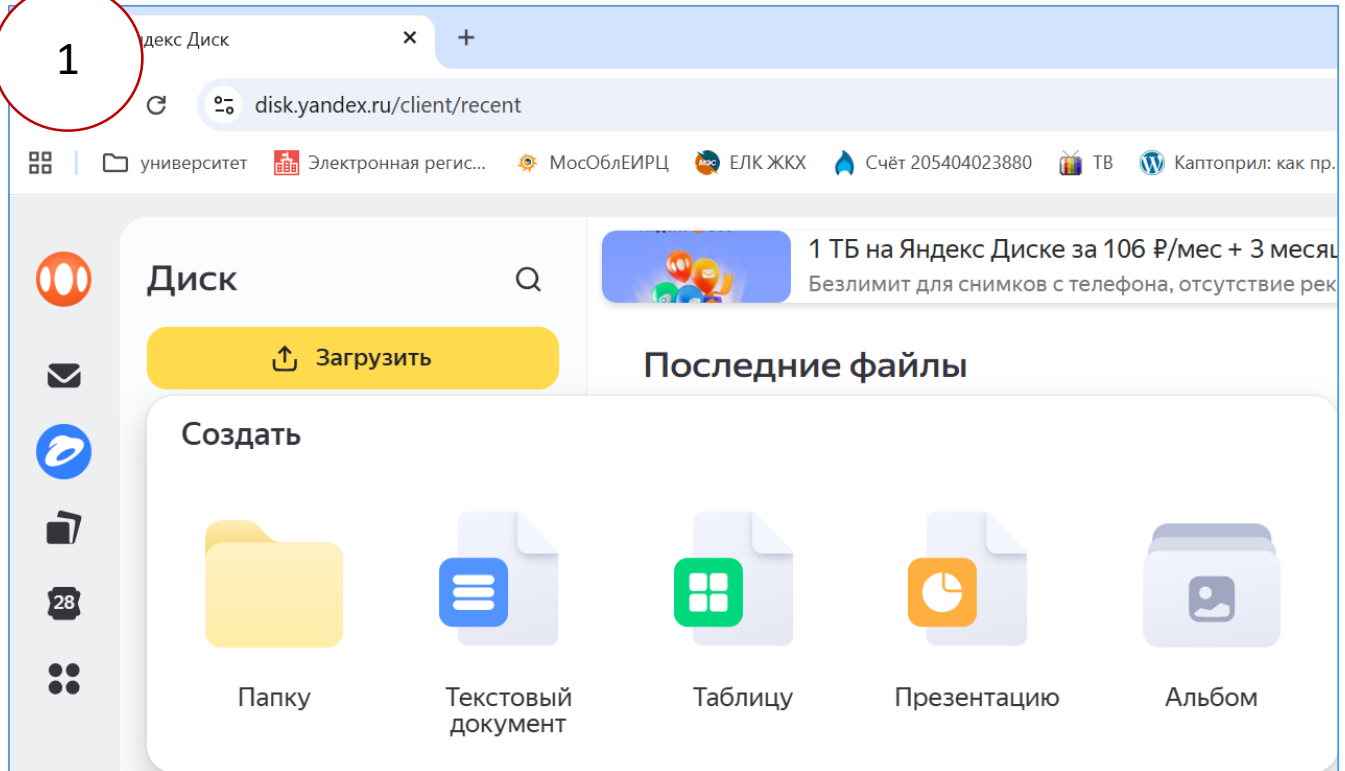 1
ндекс Диск
disk.yandex.ru/client/recent
университет Электронная регис... МосОблЕИРЦ ЕЛК ЖКХ Счёт 205404023880 ТВ Каптоприл: как пр...
Диск
1 ТБ на Яндекс Диске за 106 ₽/мес + 3 месяц
Безлимит для снимков с телефона, отсутствие рек
Загрузить
Последние файлы
Создать
28
Папку
Текстовый
документ
Таблицу
Презентацию
Альбом